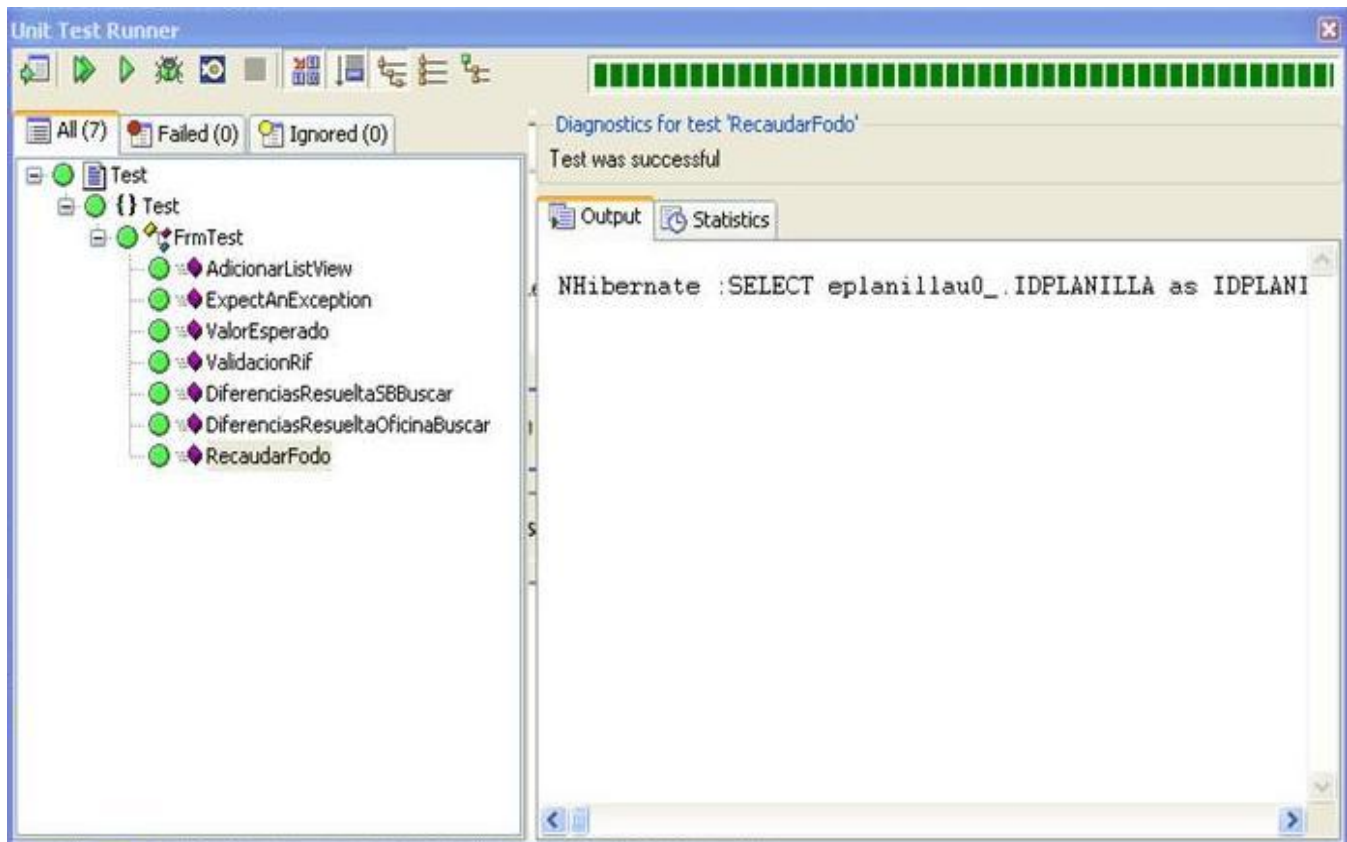 Unit Test Runner
All (7) Failed (0) Ignored (0)
Test
{} Test
FrmTest
AdicionarListView
ExpectAnException
ValorEsperado
ValidacionRif
DiferenciasResueltaSBBuscar
DiferenciasResueltaOficinaBuscar
RecaudarFodo
Diagnostics for test 'RecaudarFodo'
Test was successful
Output Statistics
NHibernate :SELECT eplanillau0_.IDPLANILLA as IDPLANI